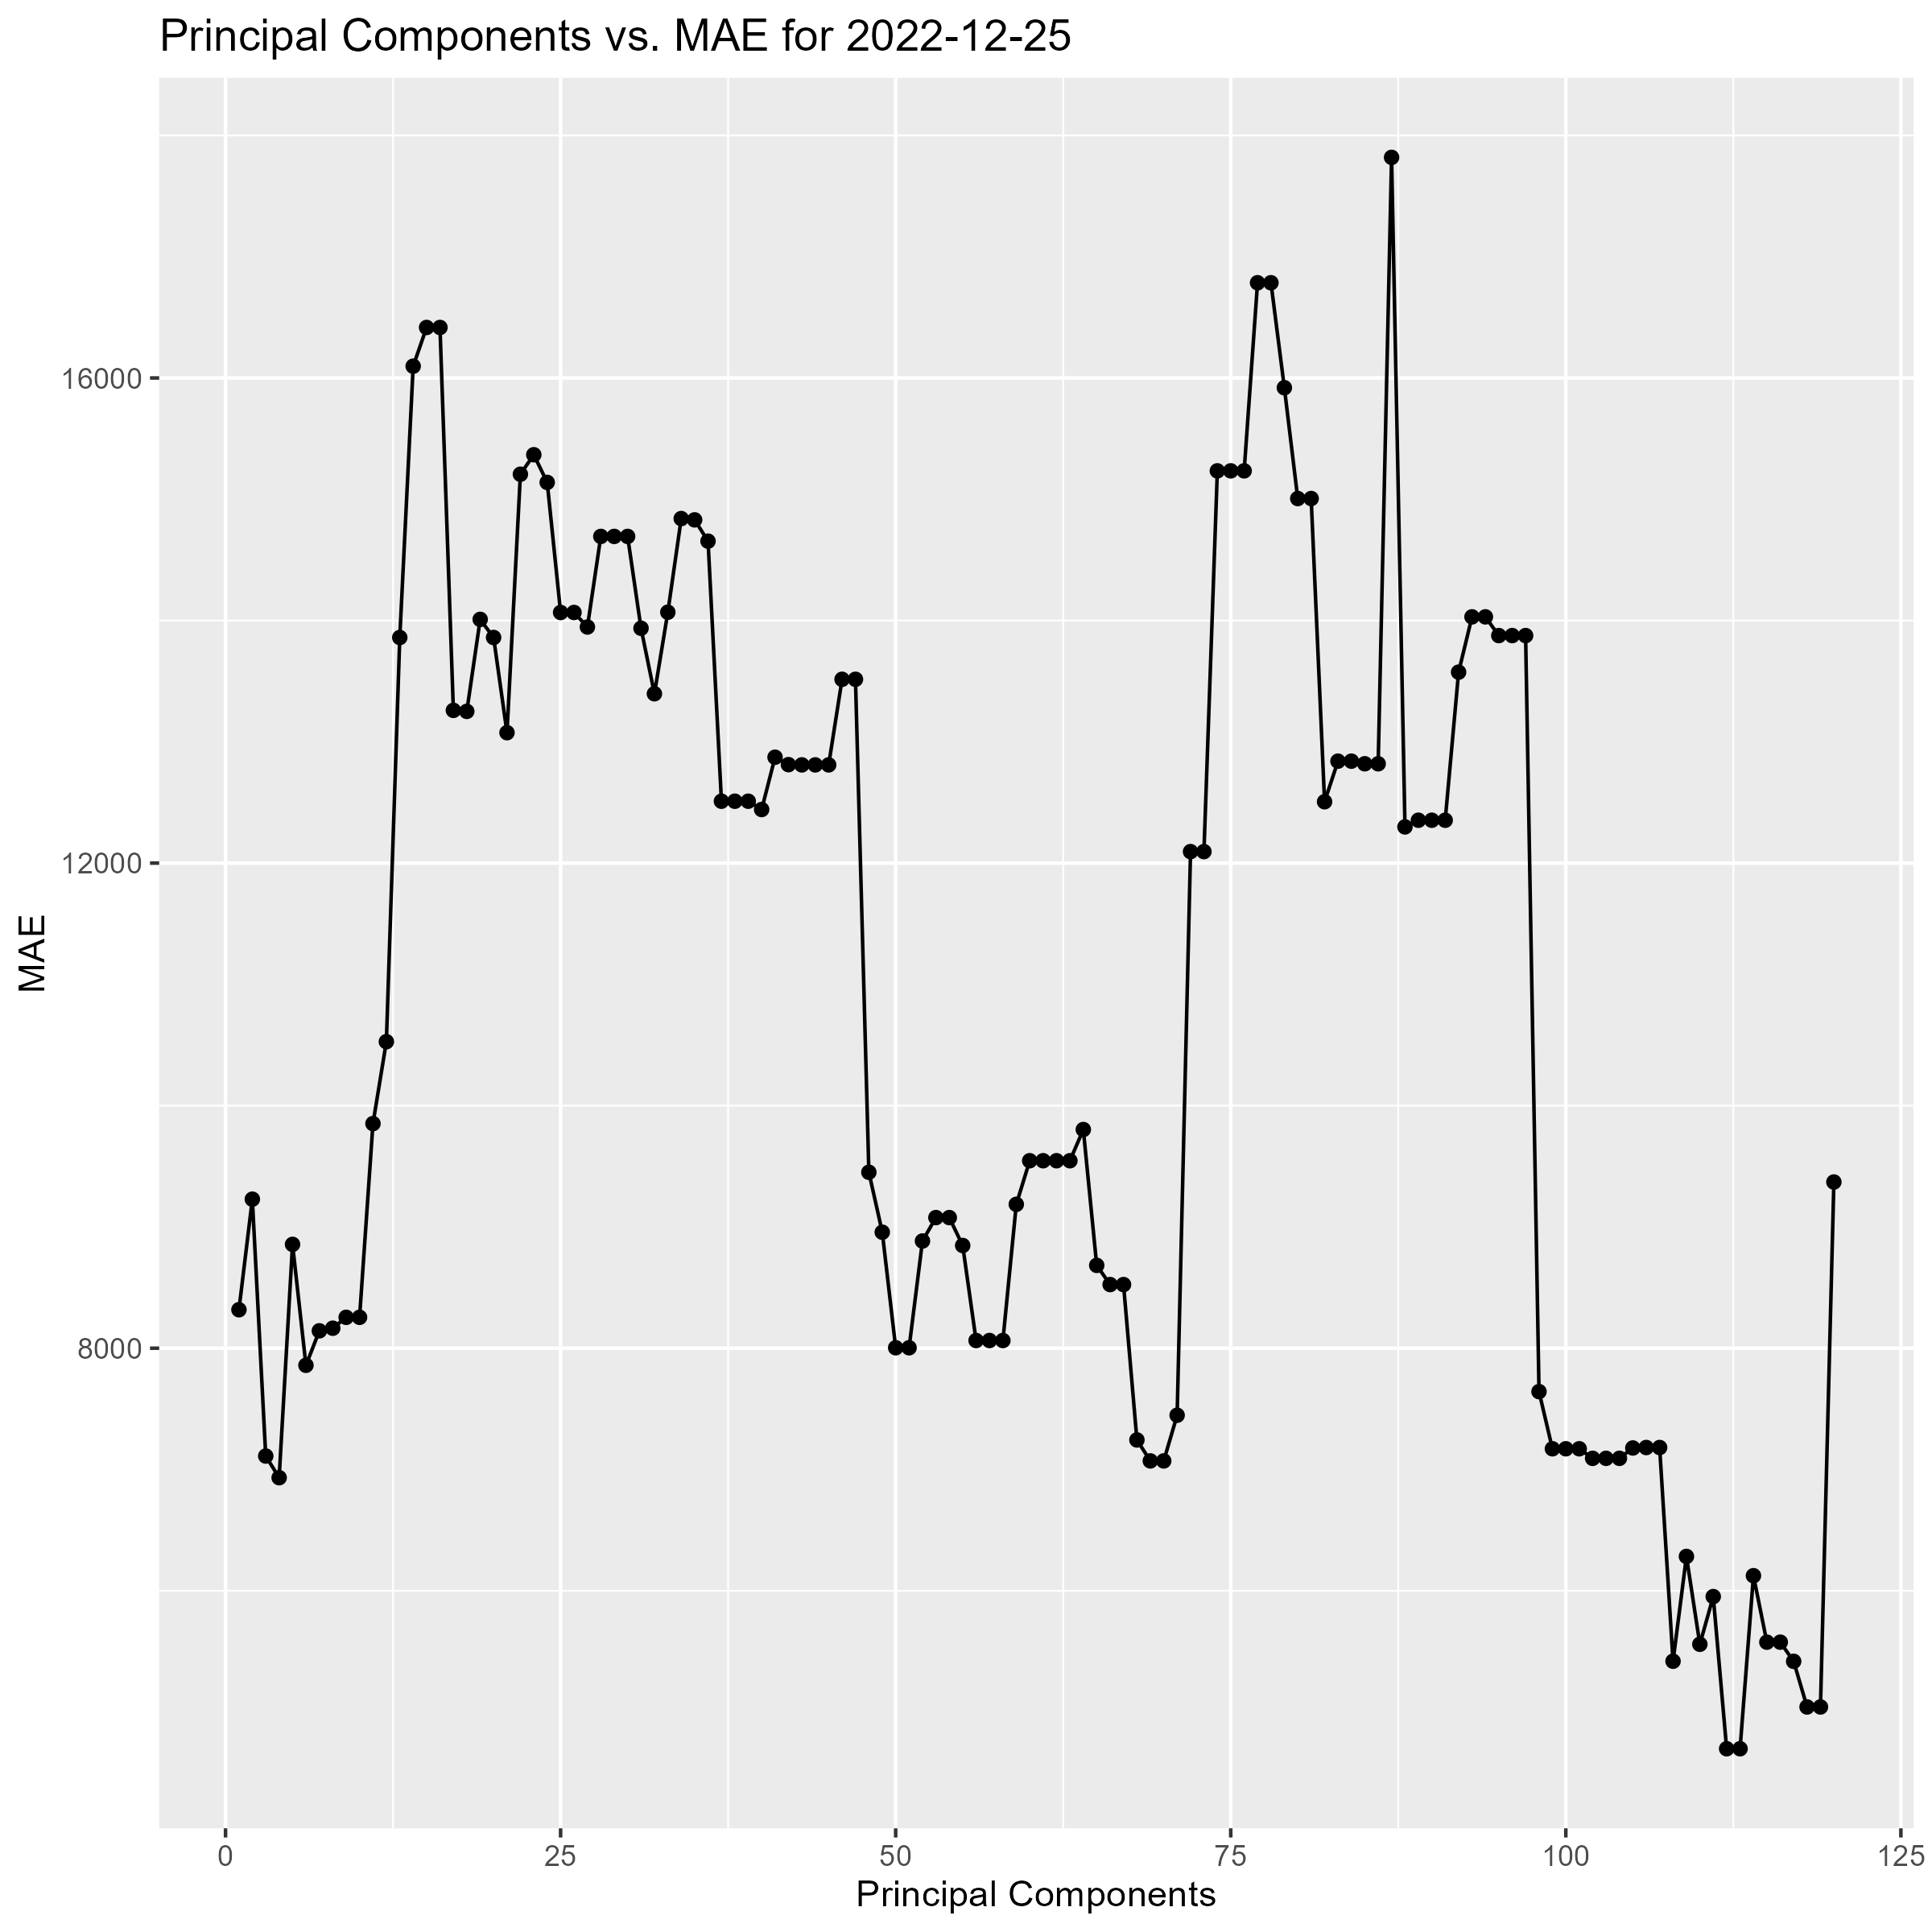 Principal Components vs. MAE for 2022-12-25
16000
12000
8000
MAE
0 25 50 75 100 125
Principal Components